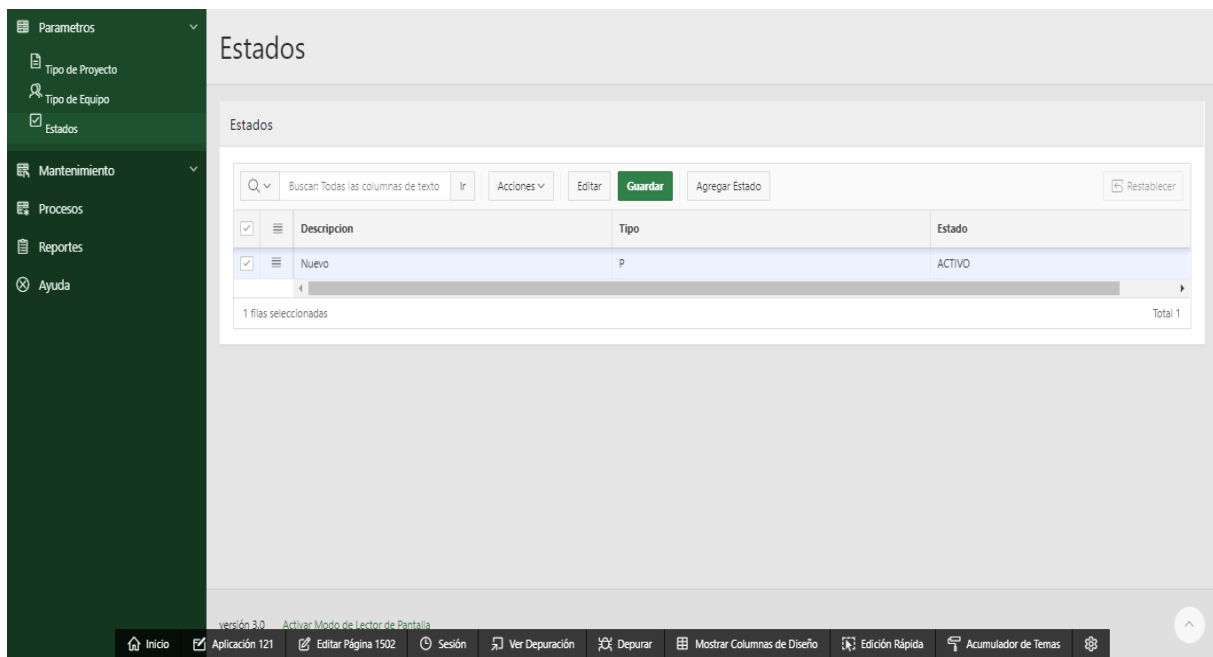 Parametros
Tipo de Proyecto
Tipo de Equipo
Estados
Mantenimiento
Procesos
Reportes
Ayuda
Estados
Estados
Buscar: Todas las columnas de texto Ir Acciones Editar Guardar Agregar Estado Restablecer
Descripcion Tipo Estado
Nuevo P ACTIVO
1 filas seleccionadas Total 1
versión 3.0 Activar Modo de Lector de Pantalla
Inicio Aplicación 121 Editar Página 1502 Sesión Ver Depuración Depurar Mostrar Columnas de Diseño Edición Rápida Acumulador de Temas